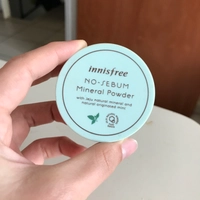 innisfree
NO-SEBUM
Mineral Powder
with jeju natural mineral and
natural originated mint